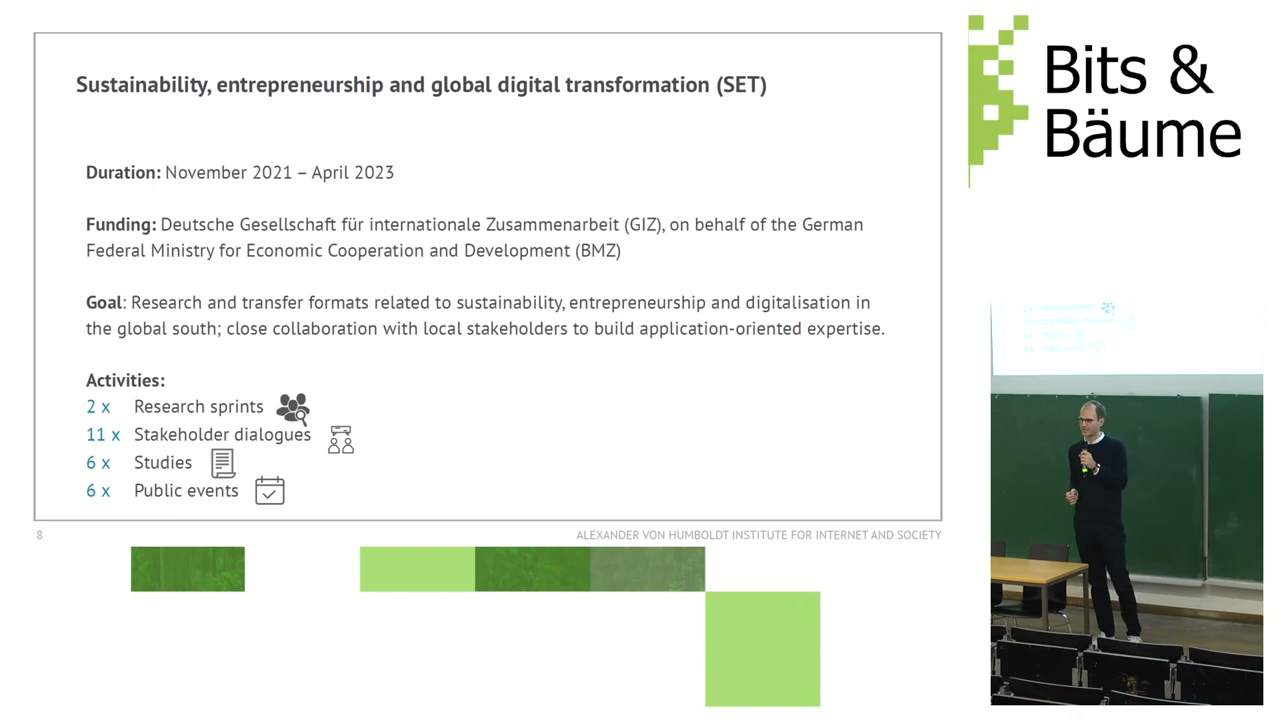 Sustainability, entrepreneurship and global digital transformation (SET)
Duration: November 2021 – April 2023
Funding: Deutsche Gesellschaft für internationale Zusammenarbeit (GIZ), on behalf of the German
Federal Ministry for Economic Cooperation and Development (BMZ)
Goal: Research and transfer formats related to sustainability, entrepreneurship and digitalisation in
the global south; close collaboration with local stakeholders to build application-oriented expertise.
Activities:
2 x Research sprints
11 x Stakeholder dialogues
6 x Studies
6 x Public events
8
ALEXANDER VON HUMBOLDT INSTITUTE FOR INTERNET AND SOCIETY
Bits &
Bäume